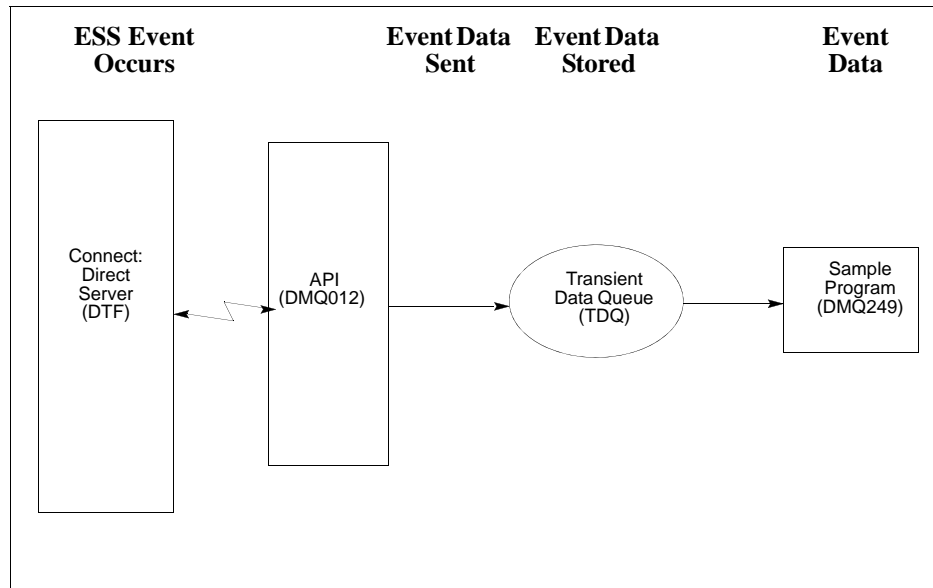 ESS Event
Occurs
Event Data
Sent
Event Data
Stored
Event
Data
Connect:
Direct
Server
(DTF)
API
(DMQ012)
Transient
Data Queue
(TDQ)
Sample
Program
(DMQ249)